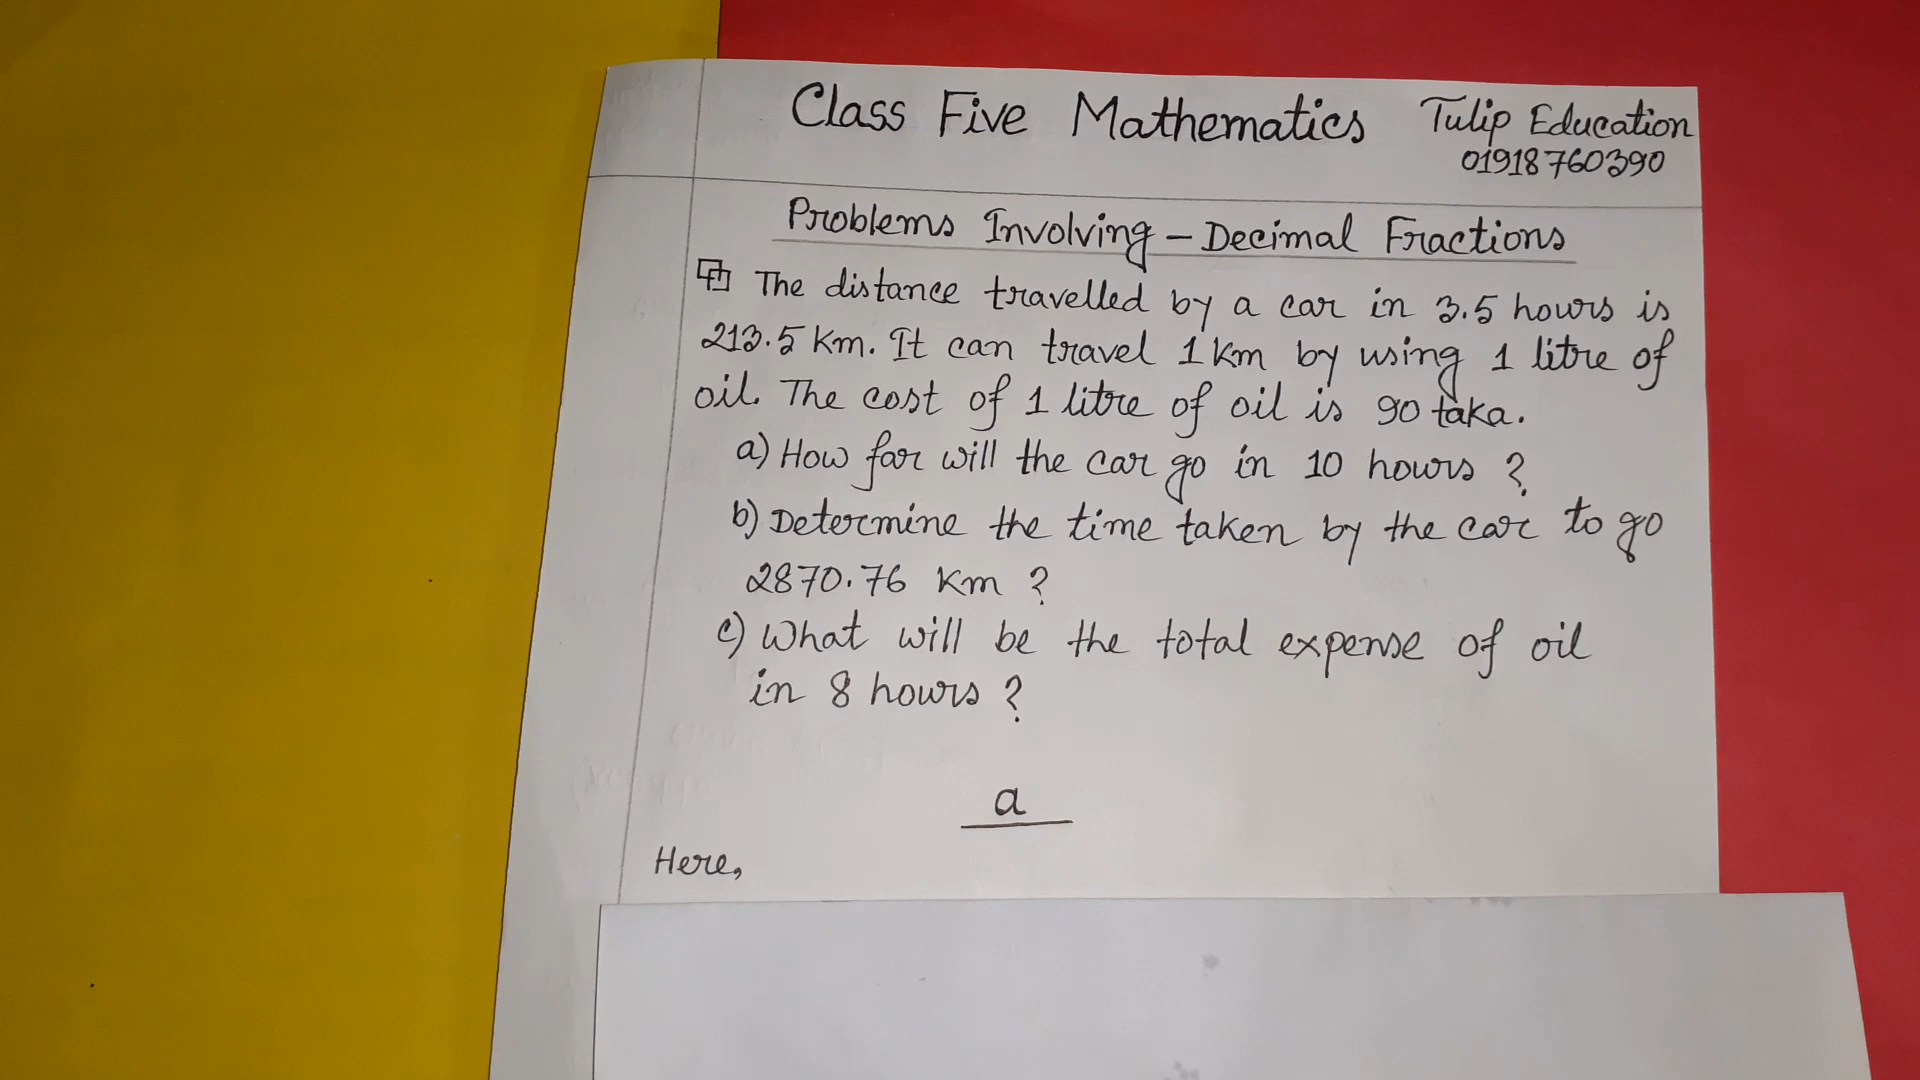 Class Five Mathematics
Tulip Education
01918760390
Problems Involving – Decimal Fractions
The distance travelled by a car in 3.5 hours is
213.5 km. It can travel 1 km by using 1 litre of
oil. The cost of 1 litre of oil is 90 taka.
a) How far will the car go in 10 hours ?
b) Determine the time taken by the car to go
2870.76 km ?
c) What will be the total expense of oil
in 8 hours ?
a
Here,